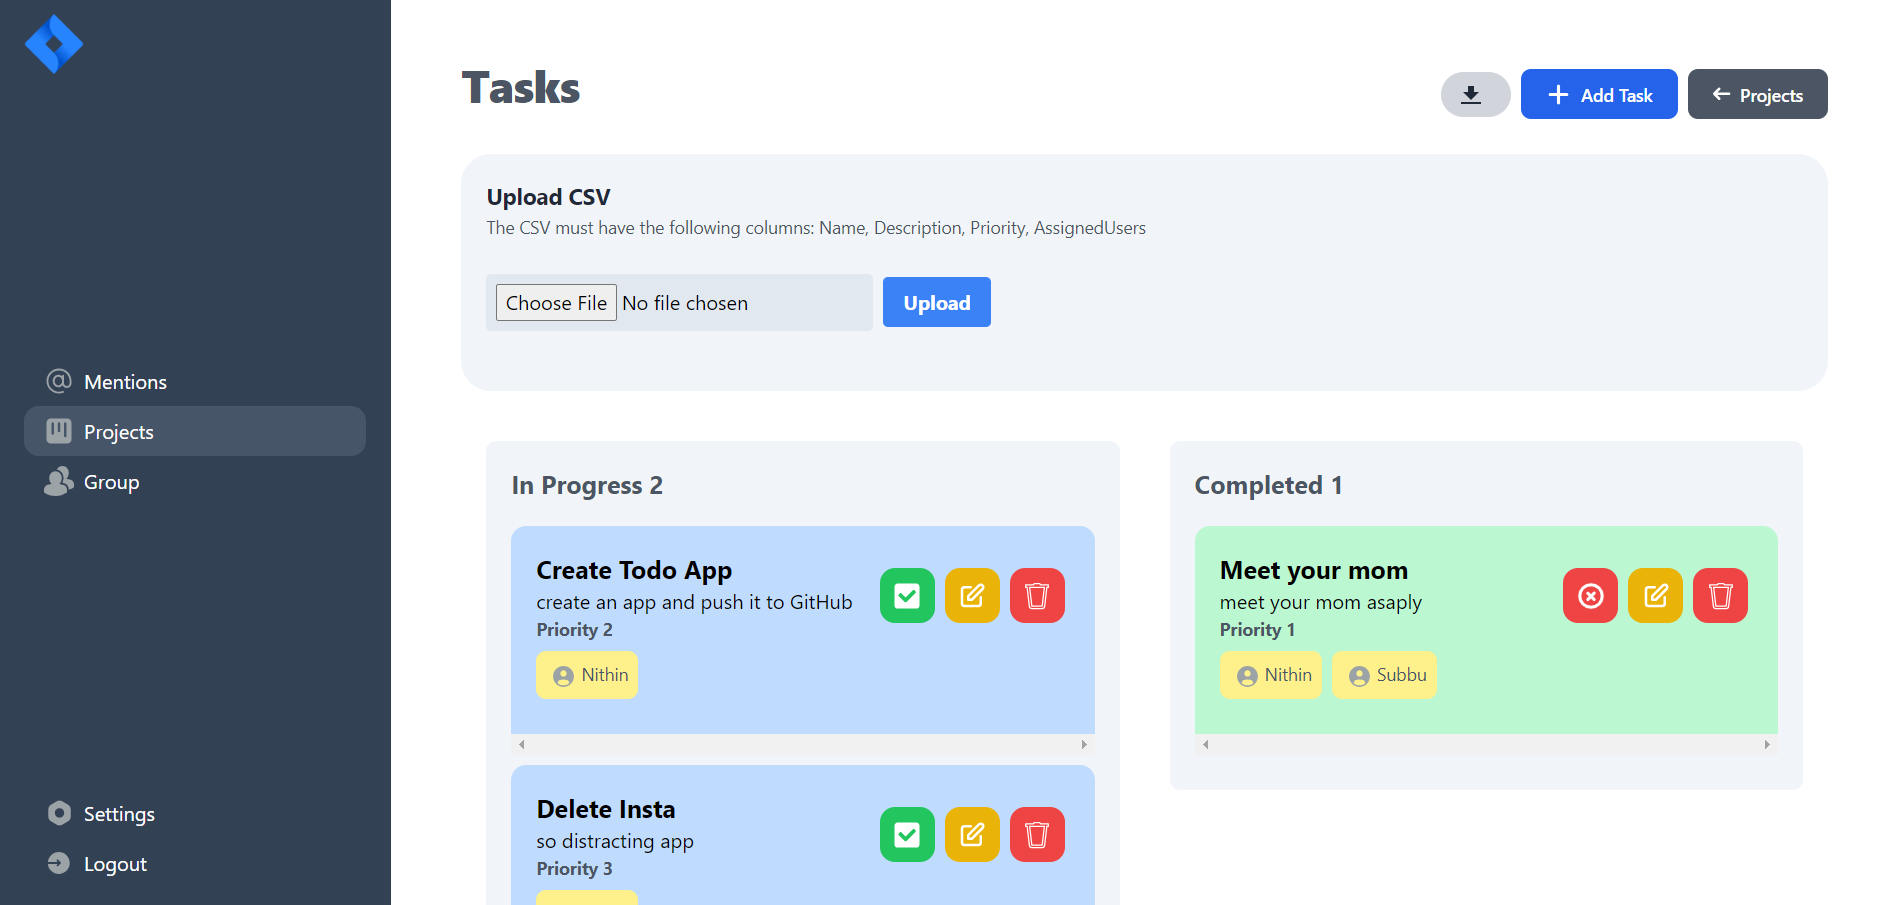 Tasks
Add Task
Projects
Upload CSV
The CSV must have the following columns: Name, Description, Priority, AssignedUsers
Choose File No file chosen
Upload
Mentions
Projects
Group
Settings
Logout
In Progress 2
Create Todo App
create an app and push it to GitHub
Priority 2
Nithin
Delete Insta
so distracting app
Priority 3
Completed 1
Meet your mom
meet your mom asaply
Priority 1
Nithin Subbu